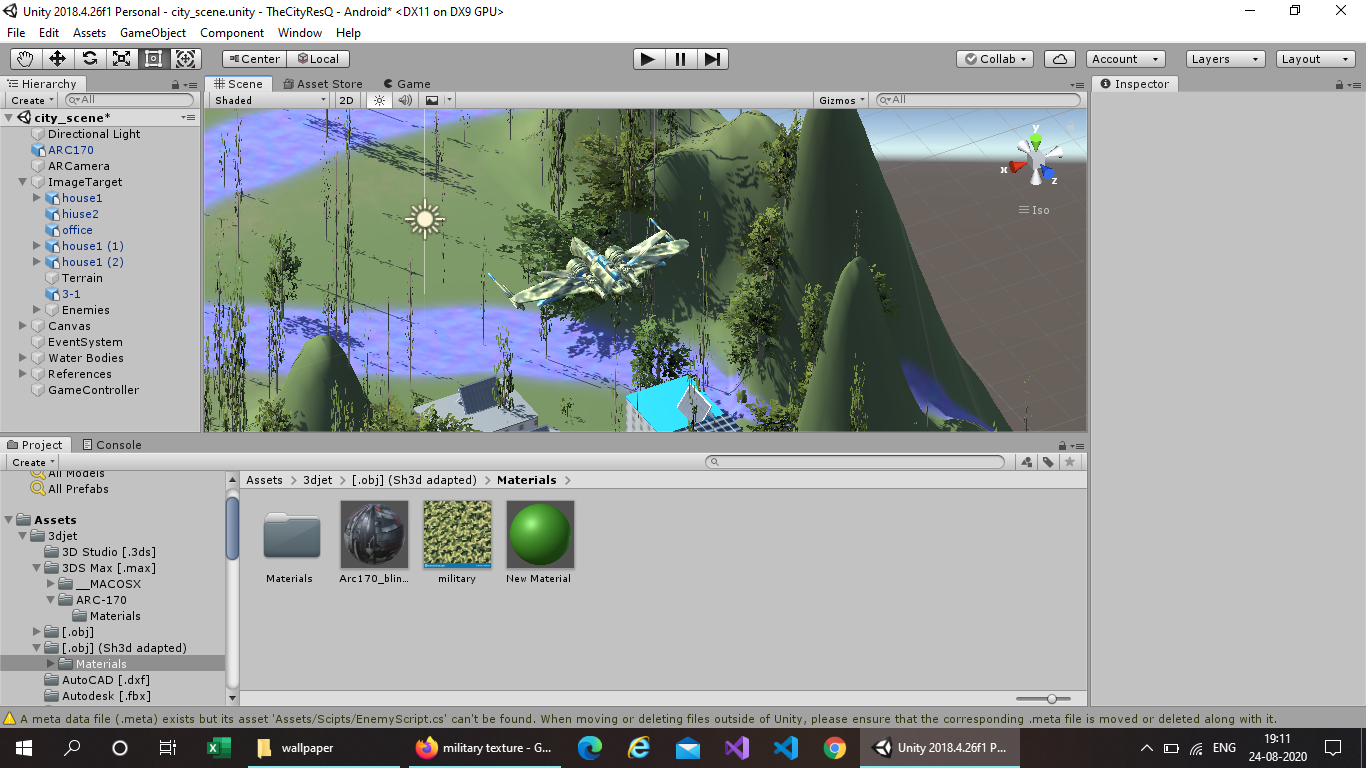 Unity 2018.4.26f1 Personal - city_scene.unity - TheCityResQ - Android* <DX11 on DX9 GPU>
File Edit Assets GameObject Component Window Help
Center Local Collab Account Layers Layout
Hierarchy Scene Asset Store Game Inspector
Create All Shaded 2D Gizmos All
city_scene*
Directional Light
ARC170
ARCamera
ImageTarget
house1
hiuse2
office
house1 (1)
house1 (2)
Terrain
3-1
Enemies
Canvas
EventSystem
Water Bodies
References
GameController
y
x
z
Iso
Project Console
Create
All Models
All Prefabs
Assets
3djet
3D Studio [.3ds]
3DS Max [.max]
__MACOSX
ARC-170
Materials
[.obj]
[.obj] (Sh3d adapted)
Materials
AutoCAD [.dxf]
Autodesk [.fbx]
Assets 3djet [.obj] (Sh3d adapted) Materials
Materials Arc170_blin... military New Material
A meta data file (.meta) exists but its asset 'Assets/Scipts/EnemyScript.cs' can't be found. When moving or deleting files outside of Unity, please ensure that the corresponding .meta file is moved or deleted along with it.
wallpaper military texture - G... Unity 2018.4.26f1 P... ENG 19:11
24-08-2020